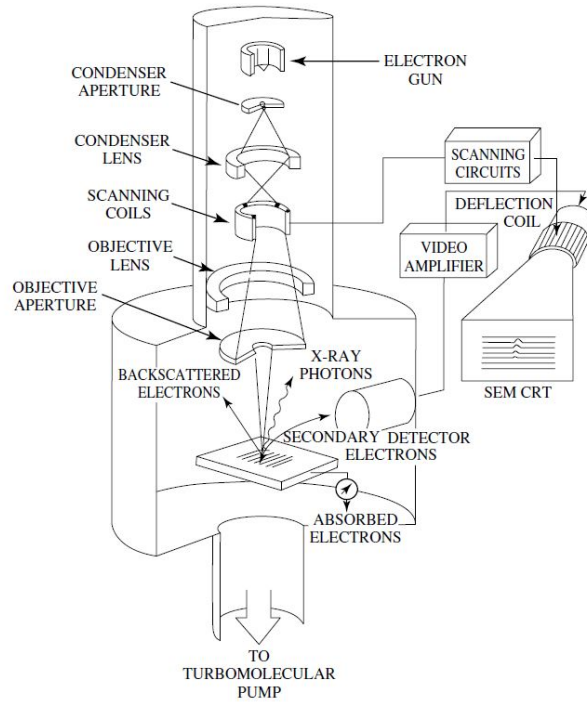 ELECTRON
GUN
CONDENSER
APERTURE
CONDENSER
LENS
SCANNING
CIRCUITS
SCANNING
COILS
DEFLECTION
COIL
VIDEO
AMPLIFIER
OBJECTIVE
LENS
OBJECTIVE
APERTURE
X-RAY
PHOTONS
BACKSCATTERED
ELECTRONS
SEM CRT
SECONDARY
ELECTRONS
DETECTOR
ABSORBED
ELECTRONS
TO
TURBOMOLECULAR
PUMP